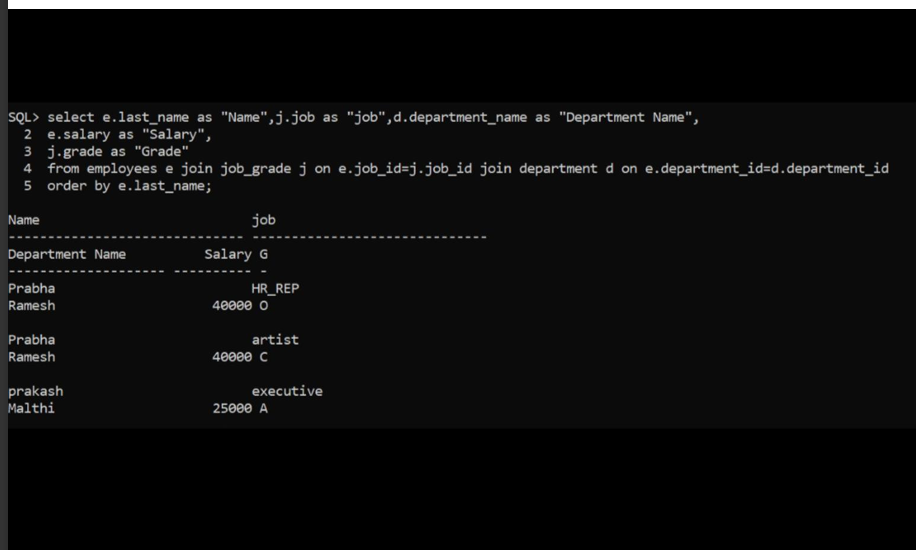 SQL> select e.last_name as "Name",j.job as "job",d.department_name as "Department Name",
2 e.salary as "Salary",
3 j.grade as "Grade"
4 from employees e join job_grade j on e.job_id=j.job_id join department d on e.department_id=d.department_id
5 order by e.last_name;
Name job
------------------------------ ------------------------------
Department Name Salary G
-------------------- ---------- -
Prabha HR_REP
Ramesh 40000 O
Prabha artist
Ramesh 40000 C
prakash executive
Malthi 25000 A